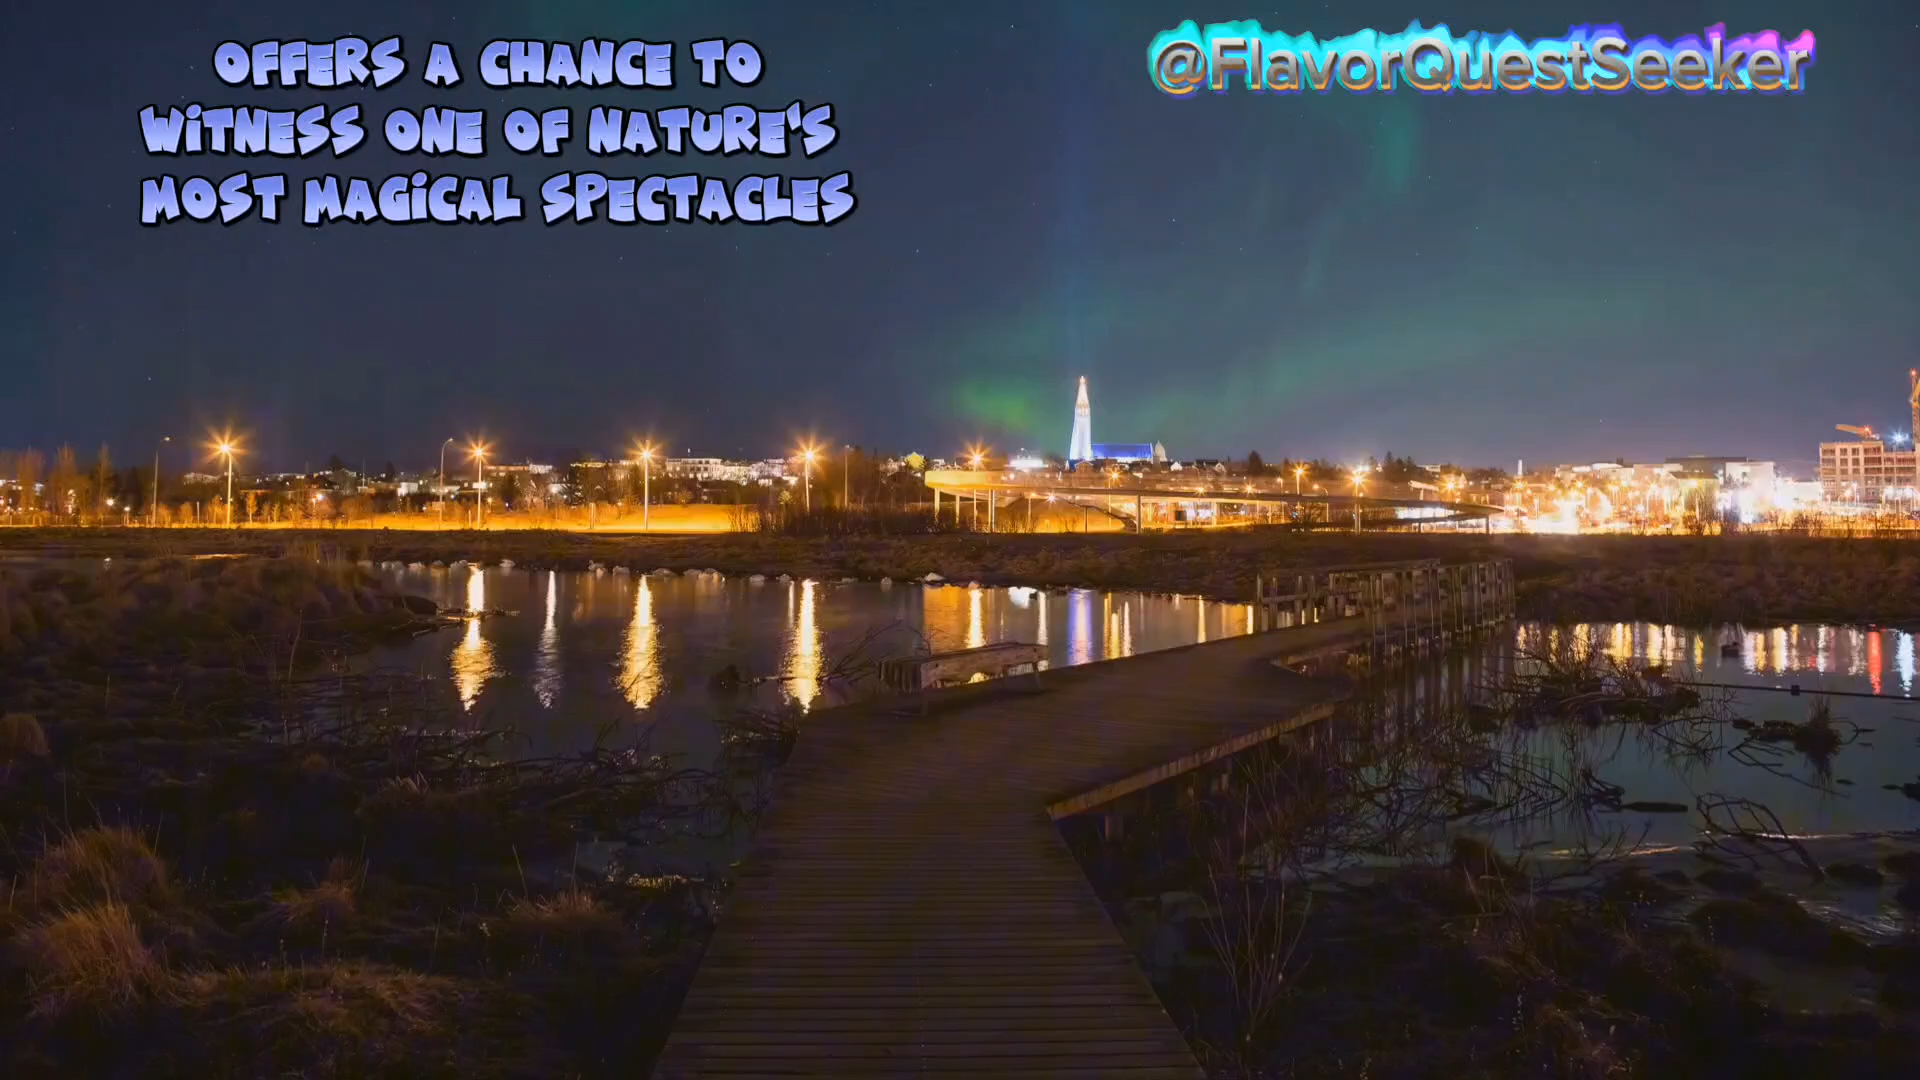 OFFERS A CHANCE TO
WITNESS ONE OF NATURE'S
MOST MAGICAL SPECTACLES
@FlavorQuestSeeker